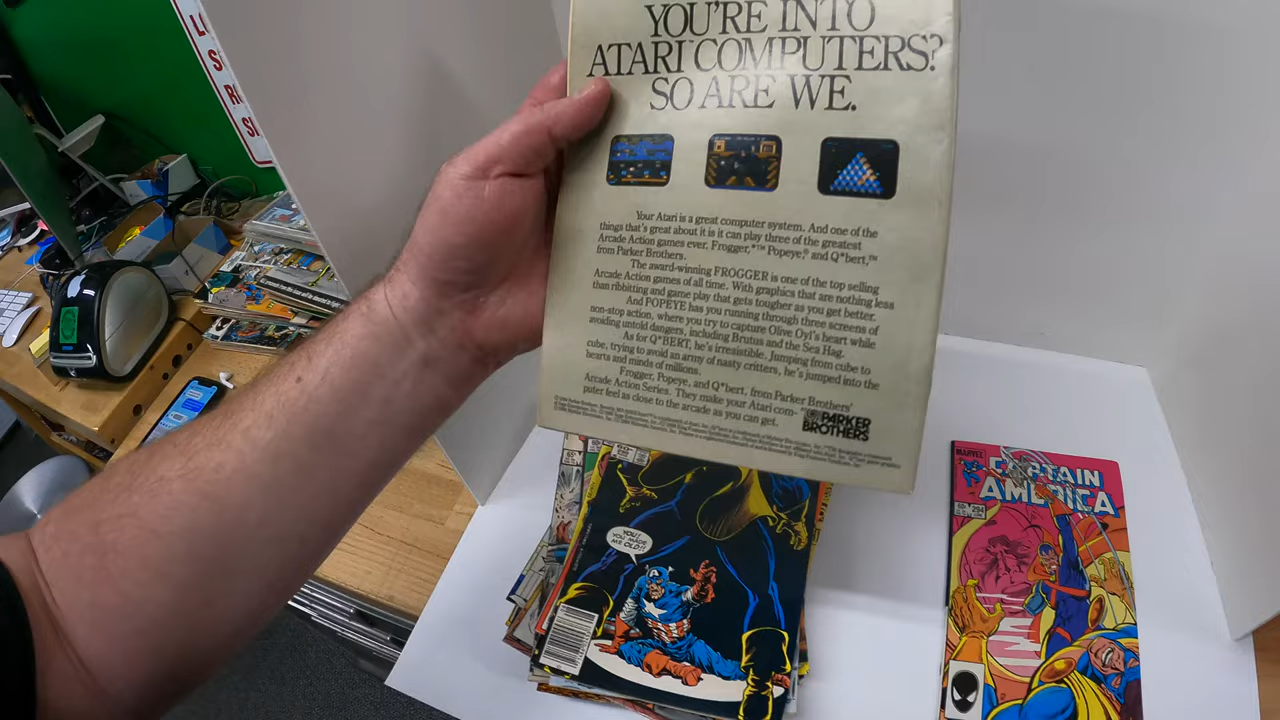 YOU'RE INTO
ATARI COMPUTERS?
SO ARE WE.
Your Atari is a great computer system. And one of the
things that's great about it is it can play three of the greatest
Arcade Action games ever, Frogger,*™ Popeye,® and Q*bert,™
from Parker Brothers.
The award-winning FROGGER is one of the top selling
Arcade Action games of all time. With graphics that are nothing less
than ribbitting and game play that gets tougher as you get better.
And POPEYE has you running through three screens of
non-stop action, where you try to capture Olive Oyl's heart while
avoiding untold dangers, including Brutus and the Sea Hag.
As for Q*BERT, he's irresistible. Jumping from cube to
cube, trying to avoid an army of nasty critters, he's jumped into the
hearts and minds of millions.
Frogger, Popeye, and Q*bert, from Parker Brothers'
Arcade Action Series. They make your Atari com-
puter feel as close to the arcade as you can get.
PARKER
BROTHERS
YOU!
YOU MADE
ME OLD!!
MARVEL
CAPTAIN
AMERICA
294